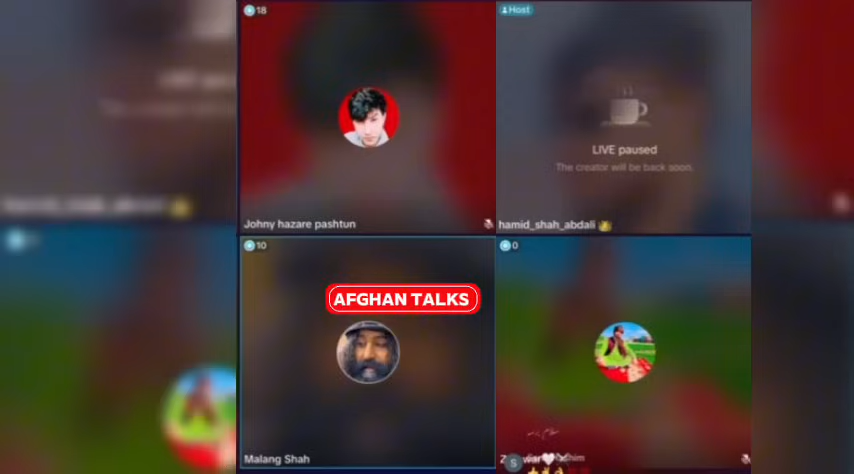 18
Host
LIVE paused
The creator will be back soon.
Johny hazare pashtun
hamid_shah_abdali
10
0
AFGHAN TALKS
Malang Shah
S